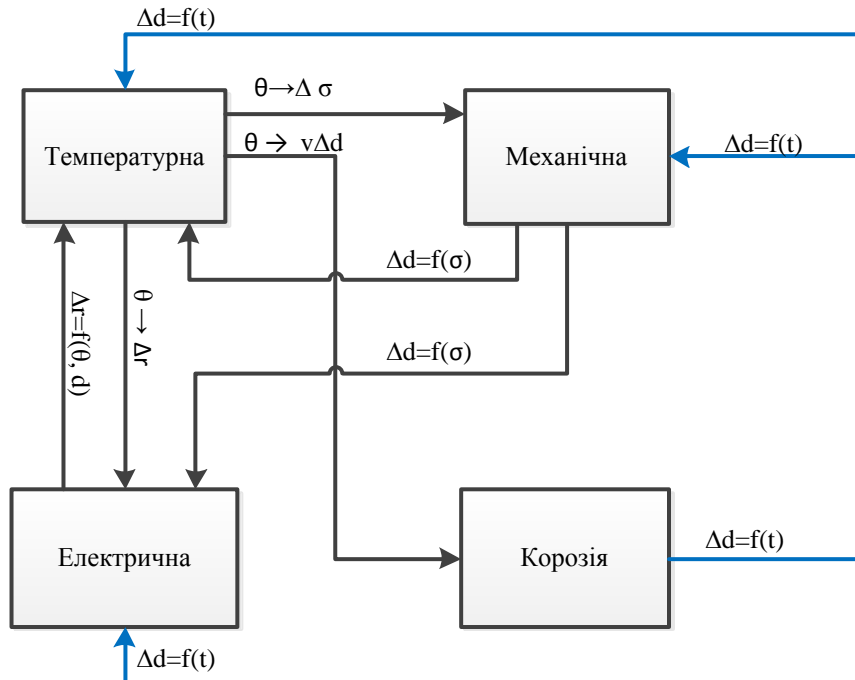 Δd=f(t)
θ→Δ σ
Температурна
θ → vΔd
Механічна
Δd=f(t)
Δd=f(σ)
Δr=f(θ, d)
θ → Δr
Δd=f(σ)
Електрична
Корозія
Δd=f(t)
Δd=f(t)